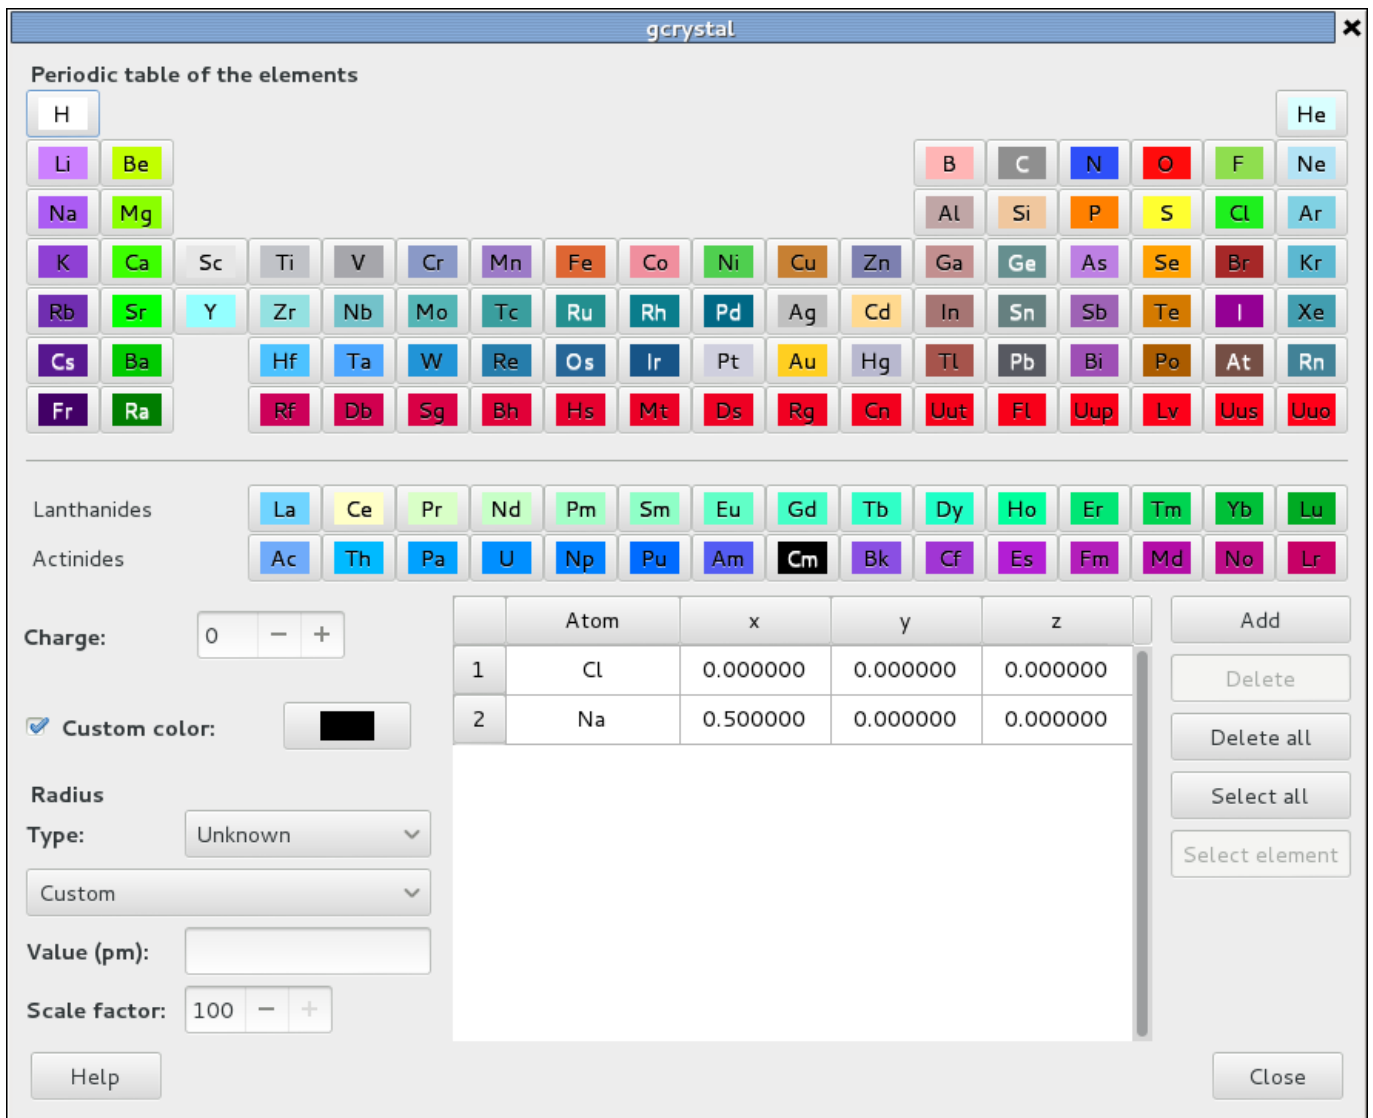 gcrystal
Periodic table of the elements
H He
Li Be B C N O F Ne
Na Mg Al Si P S Cl Ar
K Ca Sc Ti V Cr Mn Fe Co Ni Cu Zn Ga Ge As Se Br Kr
Rb Sr Y Zr Nb Mo Tc Ru Rh Pd Ag Cd In Sn Sb Te I Xe
Cs Ba Hf Ta W Re Os Ir Pt Au Hg Tl Pb Bi Po At Rn
Fr Ra Rf Db Sg Bh Hs Mt Ds Rg Cn Uut Fl Uup Lv Uus Uuo
Lanthanides La Ce Pr Nd Pm Sm Eu Gd Tb Dy Ho Er Tm Yb Lu
Actinides Ac Th Pa U Np Pu Am Cm Bk Cf Es Fm Md No Lr
Charge: 0 − +
Custom color:
Radius
Type: Unknown
Custom
Value (pm):
Scale factor: 100 − +
Atom x y z
1 Cl 0.000000 0.000000 0.000000
2 Na 0.500000 0.000000 0.000000
Add
Delete
Delete all
Select all
Select element
Help
Close